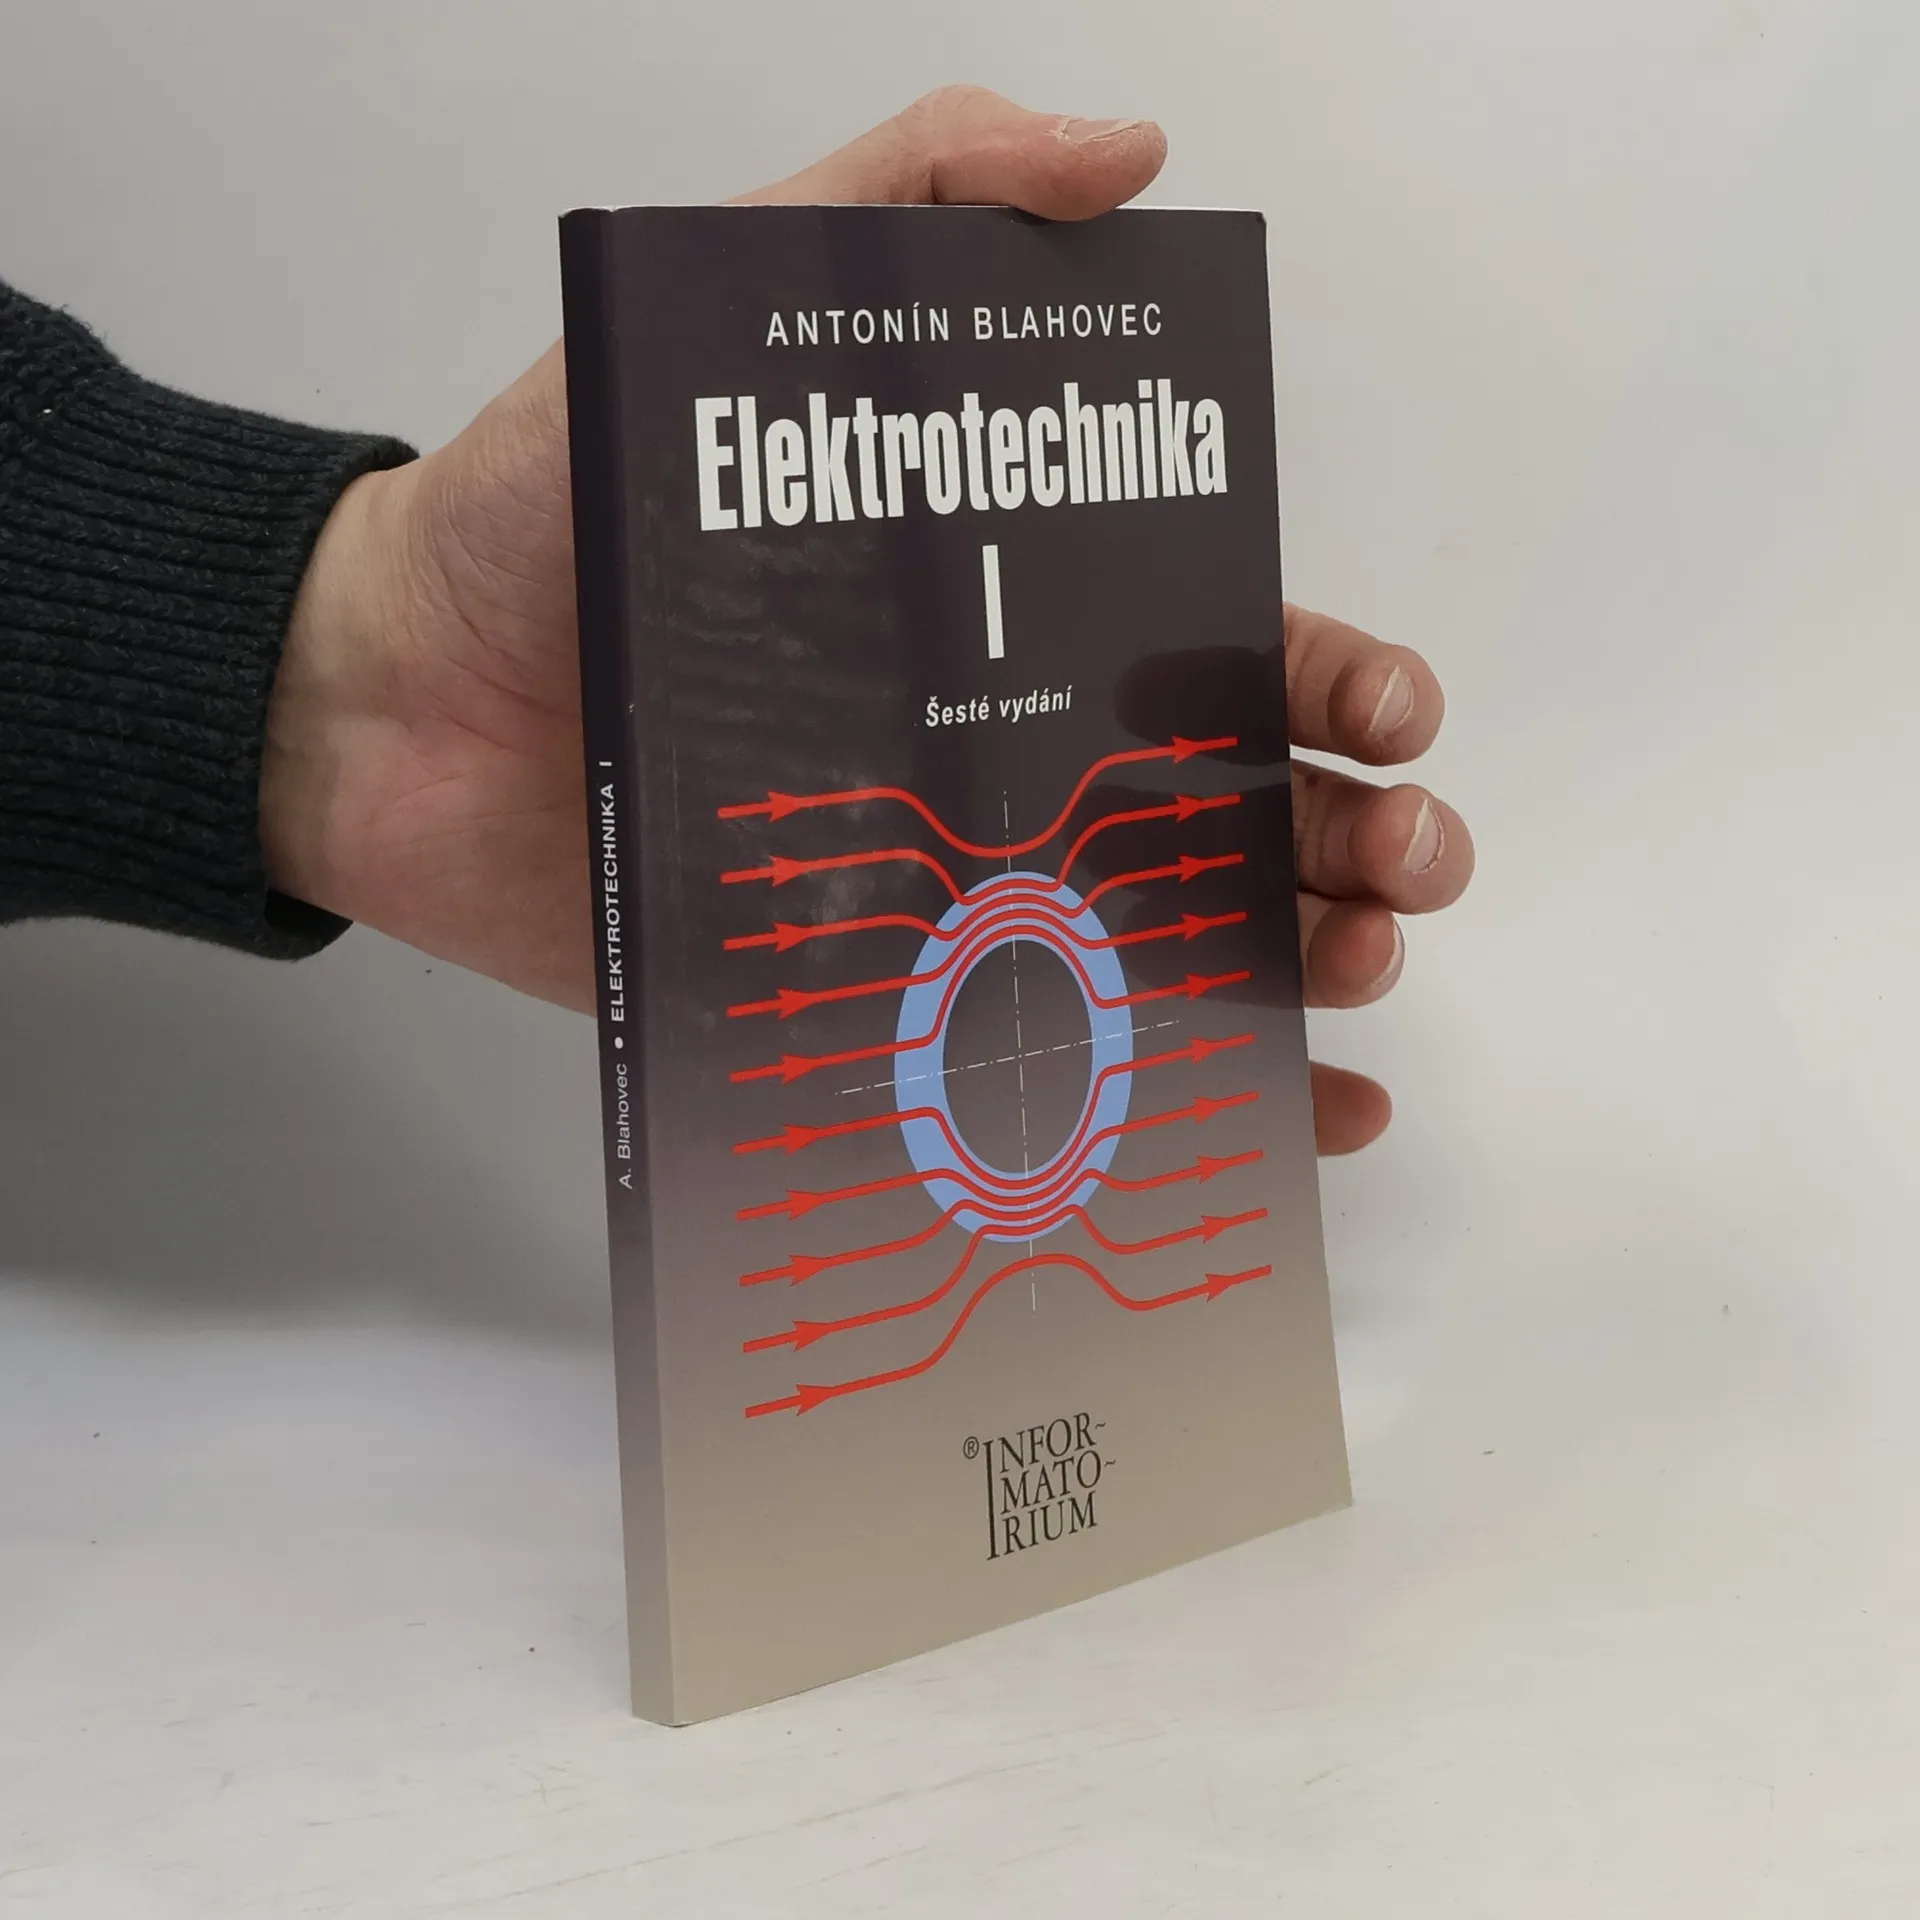 ANTONÍN BLAHOVEC
Elektrotechnika
I
Šesté vydání
A. Blahovec • ELEKTROTECHNIKA I
® INFOR~
MATO~
RIUM